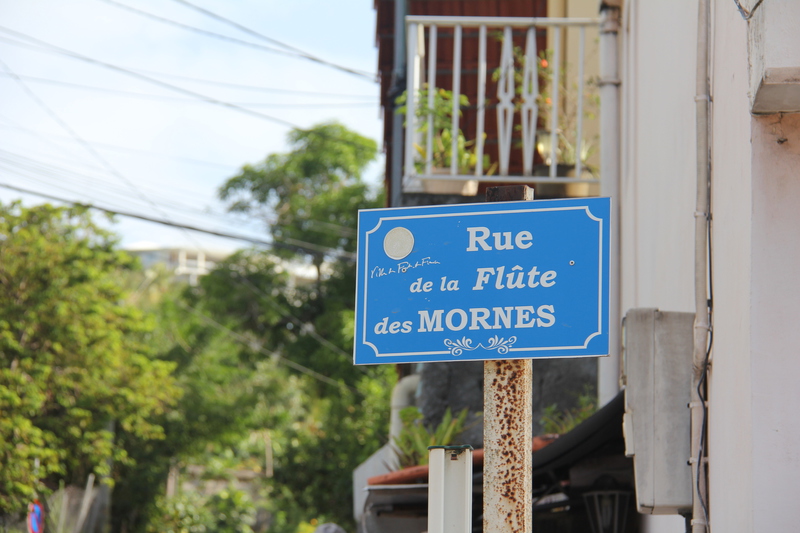 Rue
Ville de Fort de France
de la Flûte
des MORNES